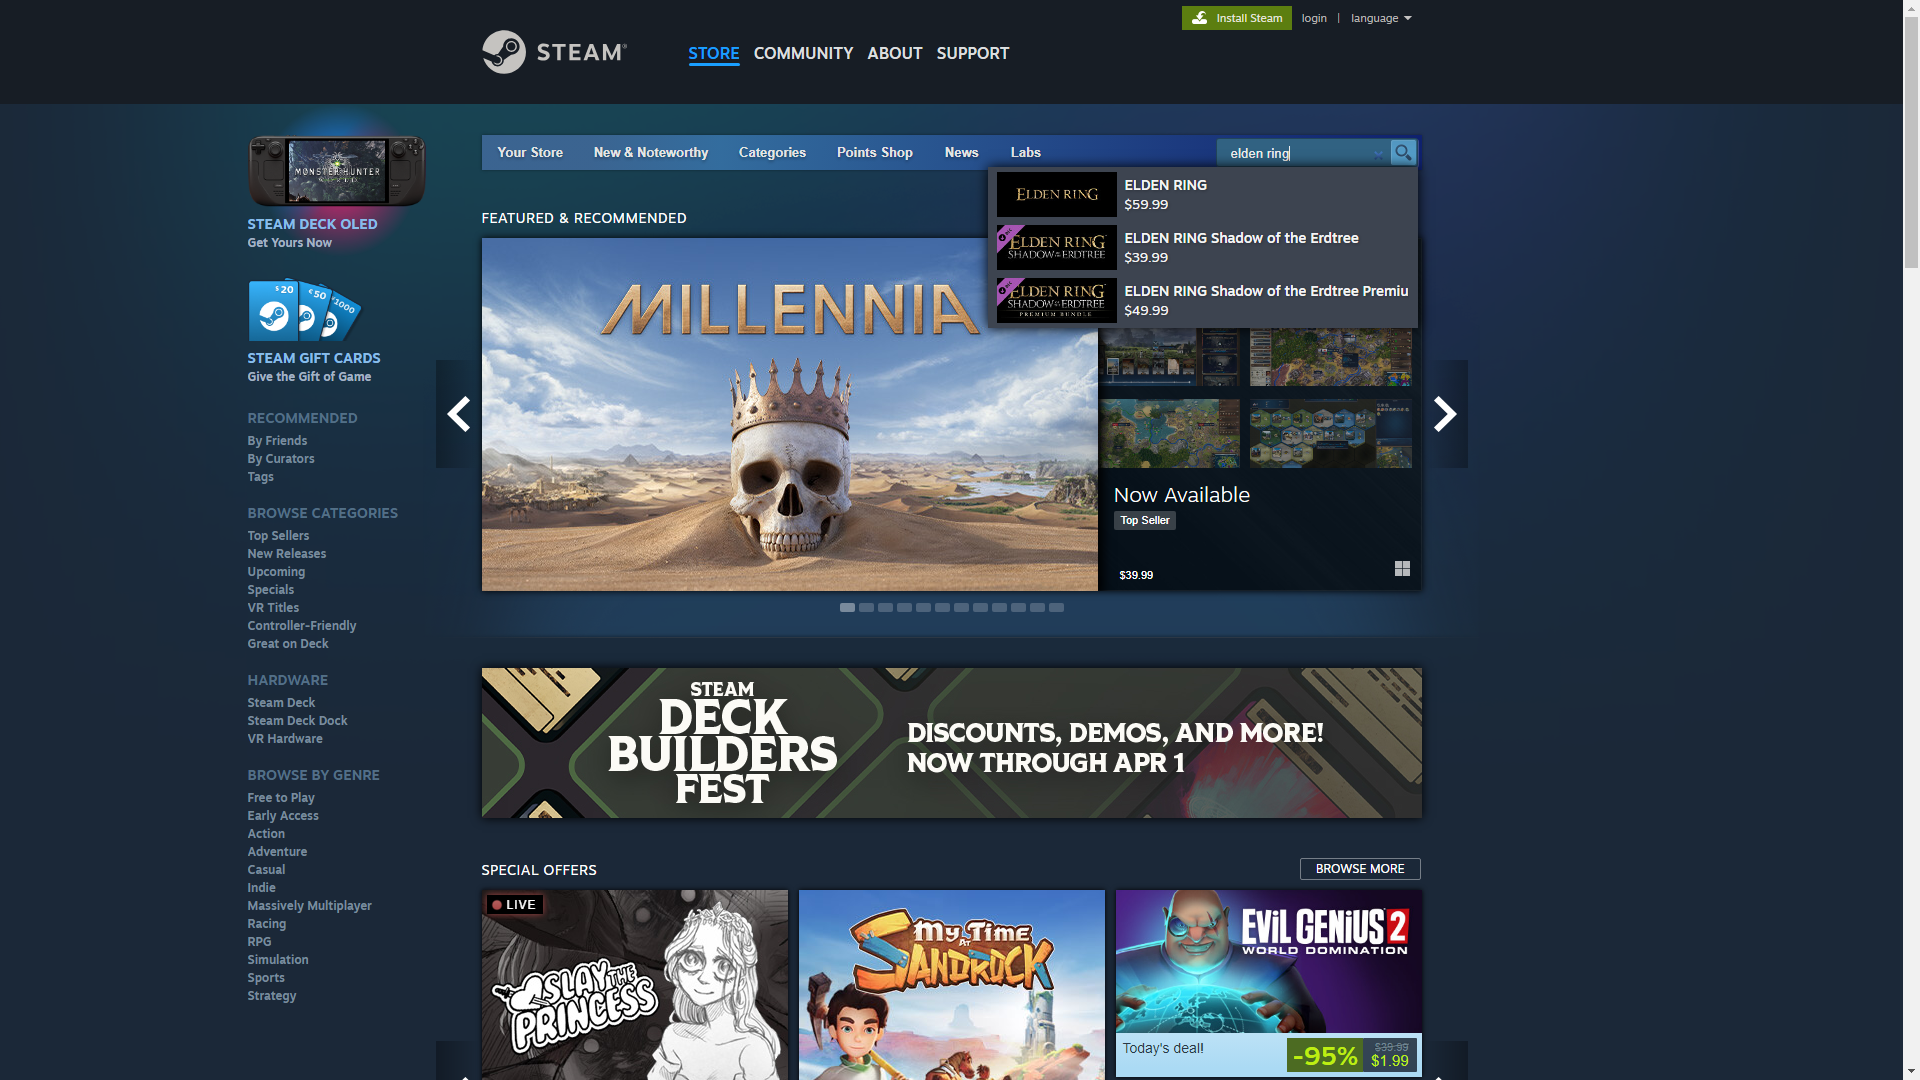 Install Steam
login | language
STEAM
STORE COMMUNITY ABOUT SUPPORT
Your Store New & Noteworthy Categories Points Shop News Labs
elden ring
ELDEN RING
ELDEN RING
$59.99
ELDEN RING
SHADOW OF THE ERDTREE
ELDEN RING Shadow of the Erdtree
$39.99
ELDEN RING
SHADOW OF THE ERDTREE
PREMIUM BUNDLE
ELDEN RING Shadow of the Erdtree Premiu
$49.99
MONSTER HUNTER
STEAM DECK OLED
Get Yours Now
$20 €50 ¥1000
STEAM GIFT CARDS
Give the Gift of Game
RECOMMENDED
By Friends
By Curators
Tags
BROWSE CATEGORIES
Top Sellers
New Releases
Upcoming
Specials
VR Titles
Controller-Friendly
Great on Deck
HARDWARE
Steam Deck
Steam Deck Dock
VR Hardware
BROWSE BY GENRE
Free to Play
Early Access
Action
Adventure
Casual
Indie
Massively Multiplayer
Racing
RPG
Simulation
Sports
Strategy
FEATURED & RECOMMENDED
MILLENNIA
Now Available
Top Seller
$39.99
STEAM
DECK
BUILDERS
FEST
DISCOUNTS, DEMOS, AND MORE!
NOW THROUGH APR 1
SPECIAL OFFERS
BROWSE MORE
LIVE
SLAY THE
PRINCESS
MY TIME
AT
SANDROCK
EVIL GENIUS 2
WORLD DOMINATION
Today's deal!
-95%
$39.99
$1.99